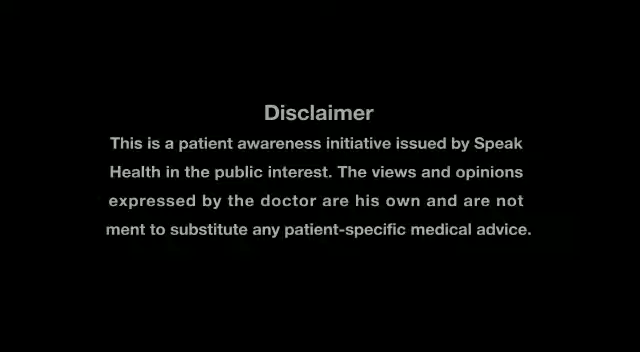 Disclaimer
This is a patient awareness initiative issued by Speak
Health in the public interest. The views and opinions
expressed by the doctor are his own and are not
ment to substitute any patient-specific medical advice.